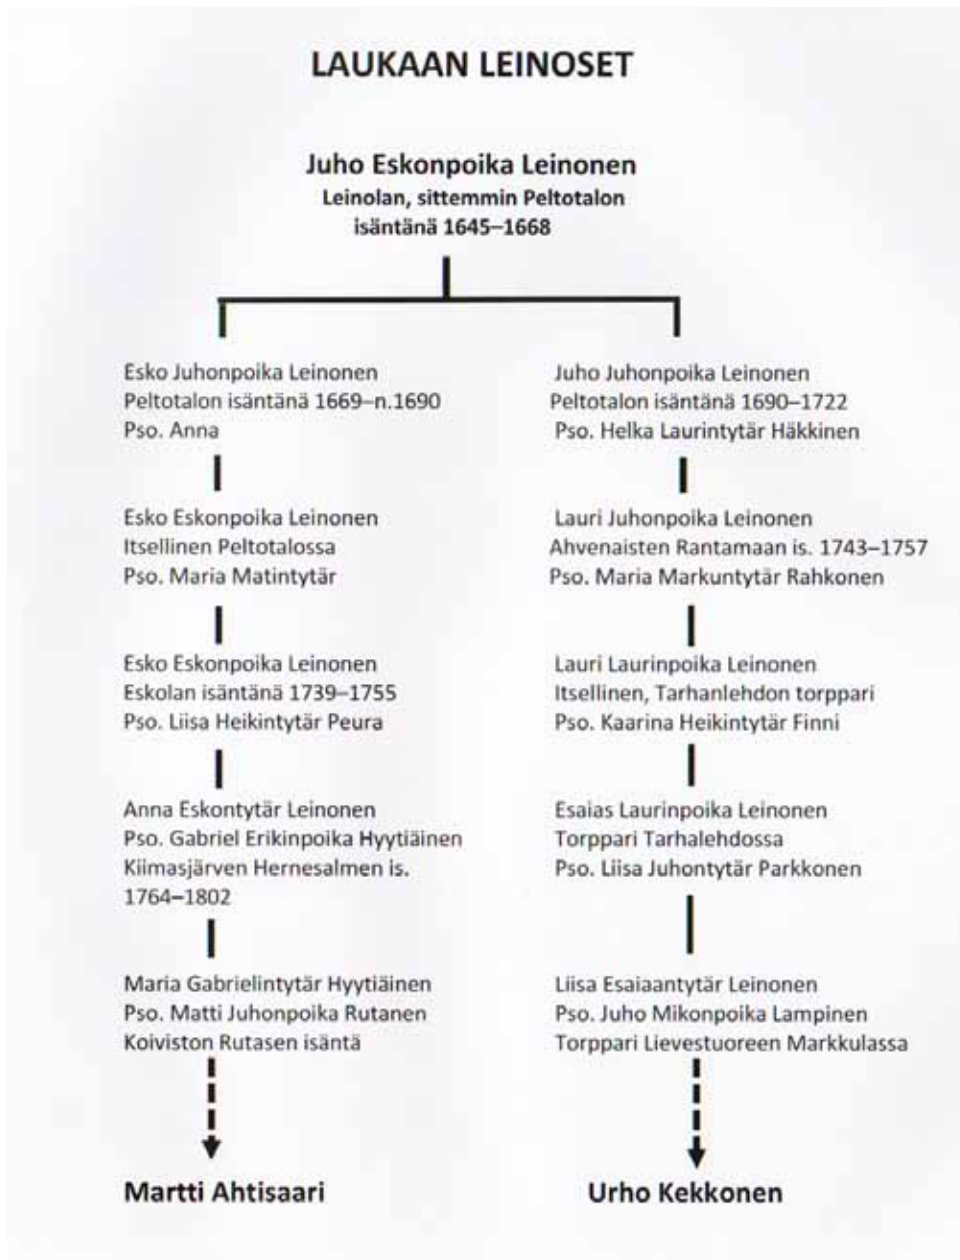 LAUKAAN LEINOSET
Juho Eskonpoika Leinonen
Leinolan, sittemmin Peltotalon
isäntänä 1645–1668
Esko Juhonpoika Leinonen
Peltotalon isäntänä 1669–n.1690
Pso. Anna
Esko Eskonpoika Leinonen
Itsellinen Peltotalossa
Pso. Maria Matintytär
Esko Eskonpoika Leinonen
Eskolan isäntänä 1739–1755
Pso. Liisa Heikintytär Peura
Anna Eskontytär Leinonen
Pso. Gabriel Erikinpoika Hyytiäinen
Kiimasjärven Hernesalmen is.
1764–1802
Maria Gabrielintytär Hyytiäinen
Pso. Matti Juhonpoika Rutanen
Koiviston Rutasen isäntä
Martti Ahtisaari
Juho Juhonpoika Leinonen
Peltotalon isäntänä 1690–1722
Pso. Helka Laurintytär Häkkinen
Lauri Juhonpoika Leinonen
Ahvenaisten Rantamaan is. 1743–1757
Pso. Maria Markuntytär Rahkonen
Lauri Laurinpoika Leinonen
Itsellinen, Tarhanlehdon torppari
Pso. Kaarina Heikintytär Finni
Esaias Laurinpoika Leinonen
Torppari Tarhalehdossa
Pso. Liisa Juhontytär Parkkonen
Liisa Esaiaantytär Leinonen
Pso. Juho Mikonpoika Lampinen
Torppari Lievestuoreen Markkulassa
Urho Kekkonen